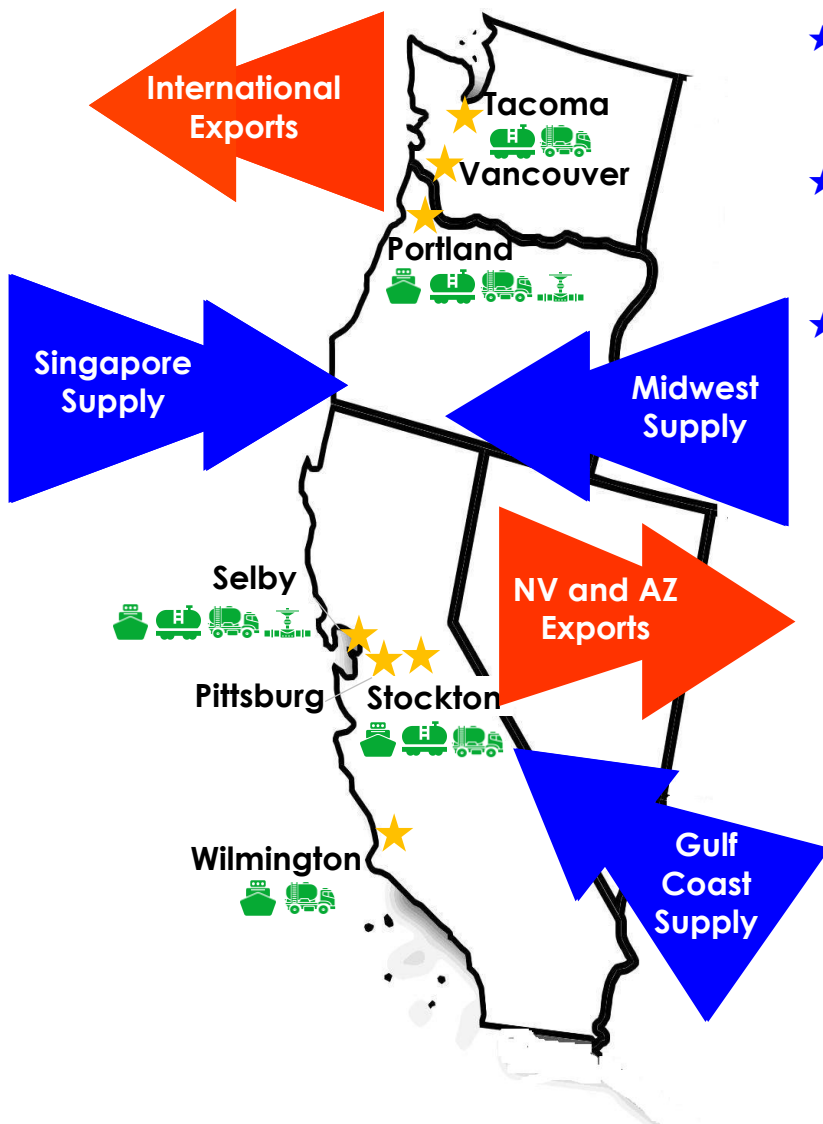 International
Exports
Tacoma
Vancouver
Portland
Singapore
Supply
Midwest
Supply
Selby
NV and AZ
Exports
Pittsburg
Stockton
Wilmington
Gulf
Coast
Supply